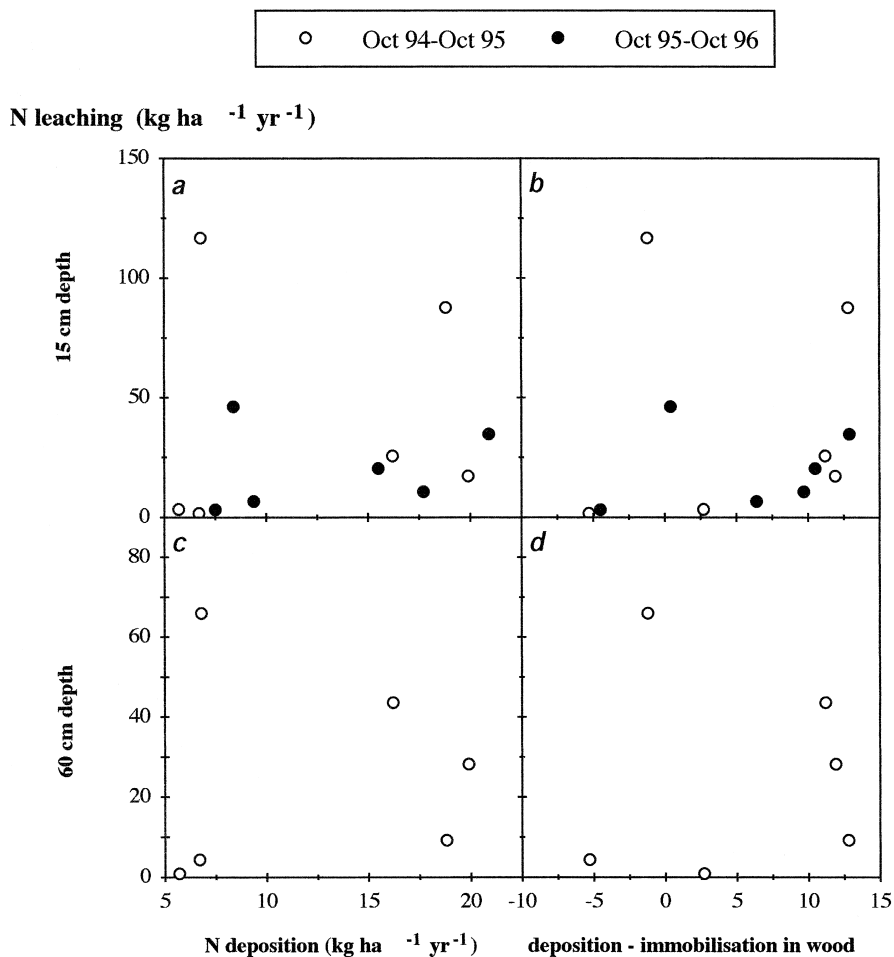 Oct 94-Oct 95 Oct 95-Oct 96
N leaching (kg ha -1 yr -1)
150
a
b
100
15 cm depth
50
0
c
d
80
60
60 cm depth
40
20
0
5 10 15 20 -10 -5 0 5 10 15
N deposition (kg ha -1 yr -1) deposition - immobilisation in wood